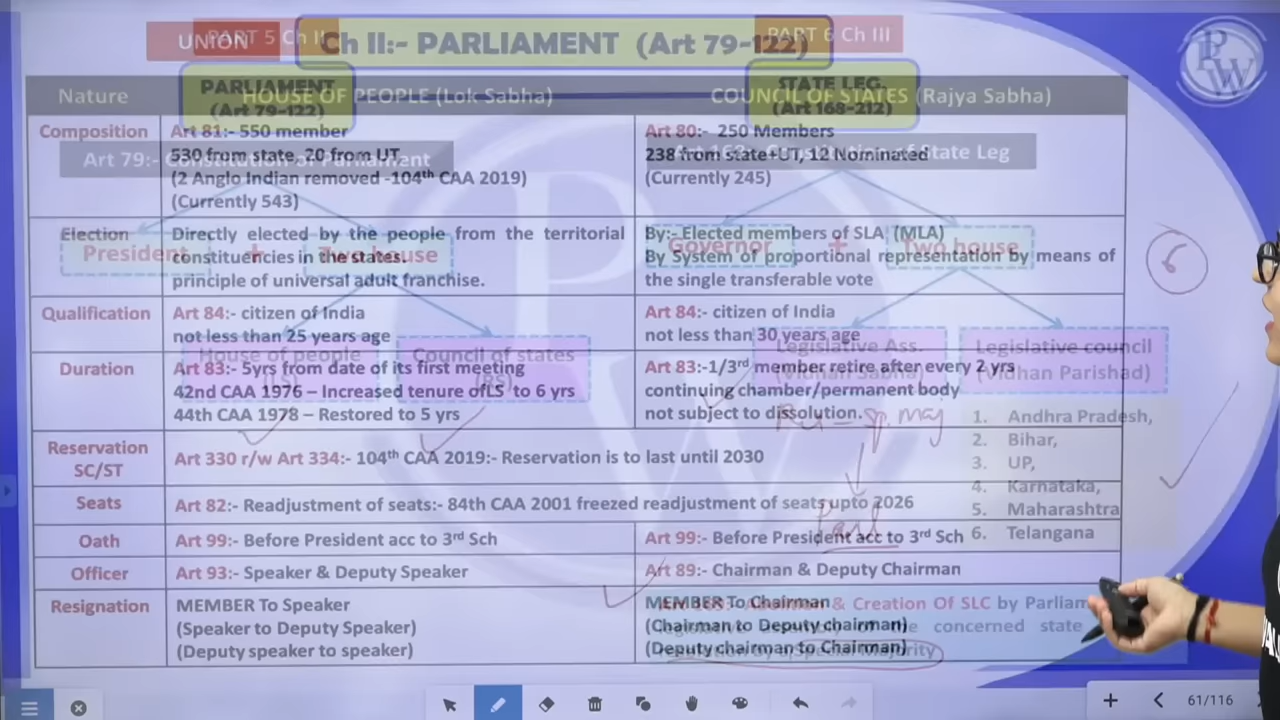 UNION
PART 5 Ch II
Ch II:- PARLIAMENT (Art 79-122)
PART 6 Ch III
PW
PARLIAMENT
(Art 79-122)
STATE LEG
(Art 168-212)
Nature
HOUSE OF PEOPLE (Lok Sabha)
COUNCIL OF STATES (Rajya Sabha)
Composition
Art 81:- 550 member
530 from state, 20 from UT
(2 Anglo Indian removed -104th CAA 2019)
(Currently 543)
Art 80:- 250 Members
238 from state+UT, 12 Nominated
(Currently 245)
Art 79:- Constitution of Parliament
Art 168:- Constitution of State Leg
Election
Directly elected by the people from the territorial
constituencies in the states.
principle of universal adult franchise.
By:- Elected members of SLA (MLA)
By System of proportional representation by means of
the single transferable vote
President + Two house
Governor + Two house
Qualification
Art 84:- citizen of India
not less than 25 years age
Art 84:- citizen of India
not less than 30 years age
House of people
(LS)
Council of states
(RS)
Legislative Ass.
(Vidhan Sabha)
Legislative council
(Vidhan Parishad)
Duration
Art 83:- 5yrs from date of its first meeting
42nd CAA 1976 – Increased tenure ofLS to 6 yrs
44th CAA 1978 – Restored to 5 yrs
Art 83:-1/3rd member retire after every 2 yrs
continuing chamber/permanent body
not subject to dissolution.
sp. may
Parl
6
1. Andhra Pradesh,
2. Bihar,
3. UP,
4. Karnataka,
5. Maharashtra
6. Telangana
Reservation
SC/ST
Art 330 r/w Art 334:- 104th CAA 2019:- Reservation is to last until 2030
Seats
Art 82:- Readjustment of seats:- 84th CAA 2001 freezed readjustment of seats upto 2026
Oath
Art 99:- Before President acc to 3rd Sch
Art 99:- Before President acc to 3rd Sch
Officer
Art 93:- Speaker & Deputy Speaker
Art 89:- Chairman & Deputy Chairman
Resignation
MEMBER To Speaker
(Speaker to Deputy Speaker)
(Deputy speaker to speaker)
MEMBER To Chairman
(Chairman to Deputy chairman)
(Deputy chairman to Chairman)
& Creation Of SLC by Parliam
concerned state
Majority
61/116